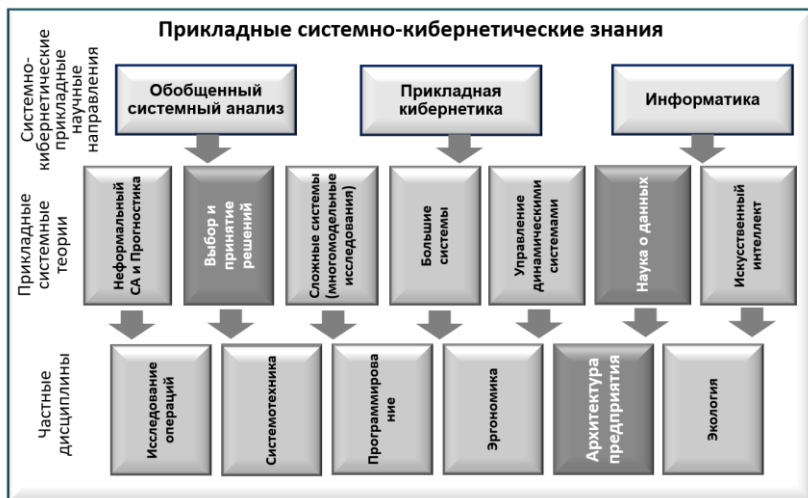 Прикладные системно-кибернетические знания
Системно-
кибернетические
прикладные
научные
направления
Обобщенный
системный анализ
Прикладная
кибернетика
Информатика
Прикладные
системные
теории
Неформальный
СА и Прогностика
Выбор и
принятие
решений
Сложные системы
(многомодельные
исследования)
Большие
системы
Управление
динамическими
системами
Наука о данных
Искусственный
интеллект
Частные
дисциплины
Исследование
операций
Системотехника
Программирова
ние
Эргономика
Архитектура
предприятия
Экология